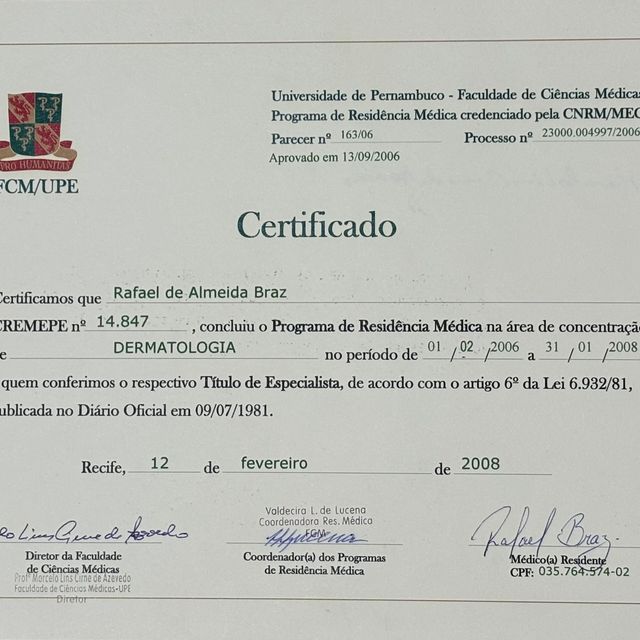 Universidade de Pernambuco - Faculdade de Ciências Médicas
Programa de Residência Médica credenciado pela CNRM/MEC
Parecer nº 163/06 Processo nº 23000.004997/2006
Aprovado em 13/09/2006
PRO HUMANITAS
FCM/UPE
Certificado
Certificamos que Rafael de Almeida Braz
CREMEPE nº 14.847 , concluiu o Programa de Residência Médica na área de concentração
e DERMATOLOGIA no período de 01 / 02 / 2006 a 31 / 01 / 2008
quem conferimos o respectivo Título de Especialista, de acordo com o artigo 6º da Lei 6.932/81,
ublicada no Diário Oficial em 09/07/1981.
Recife, 12 de fevereiro de 2008
Valdecira L. de Lucena
Coordenadora Res. Médica
FCM
Rafael Braz
Diretor da Faculdade
de Ciências Médicas
Profº Marcelo Lins Cirne de Azevedo
Faculdade de Ciências Médicas-UPE
Diretor
Coordenador(a) dos Programas
de Residência Médica
Médico(a) Residente
CPF: 035.764.574-02